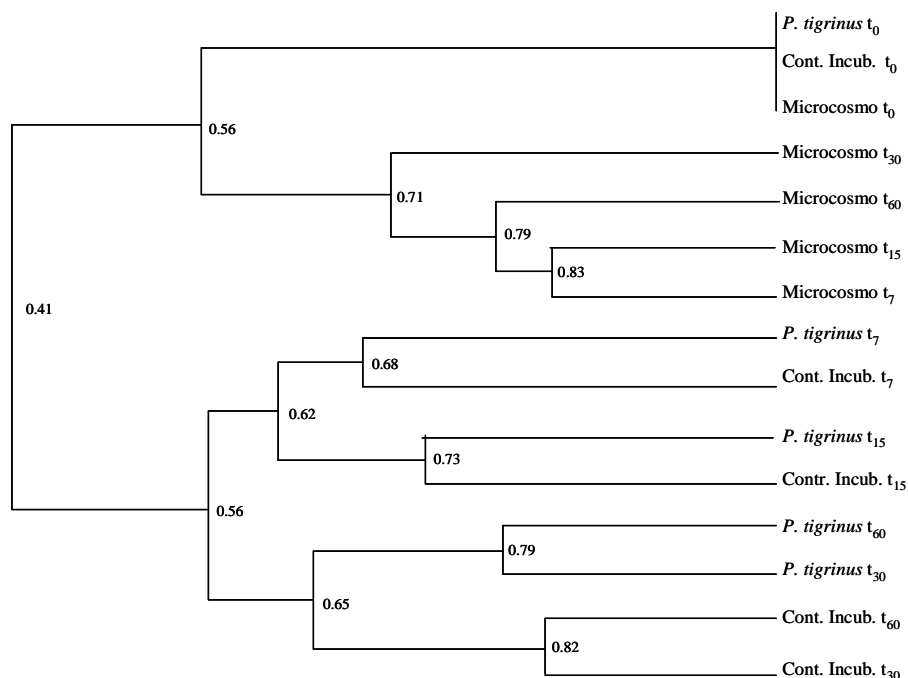 P. tigrinus t0
Cont. Incub. t0
0.56
Microcosmo t0
Microcosmo t30
0.71
Microcosmo t60
0.79
Microcosmo t15
0.83
Microcosmo t7
0.41
P. tigrinus t7
0.68
Cont. Incub. t7
0.62
P. tigrinus t15
0.73
Contr. Incub. t15
0.56
P. tigrinus t60
0.79
P. tigrinus t30
0.65
Cont. Incub. t60
0.82
Cont. Incub. t30